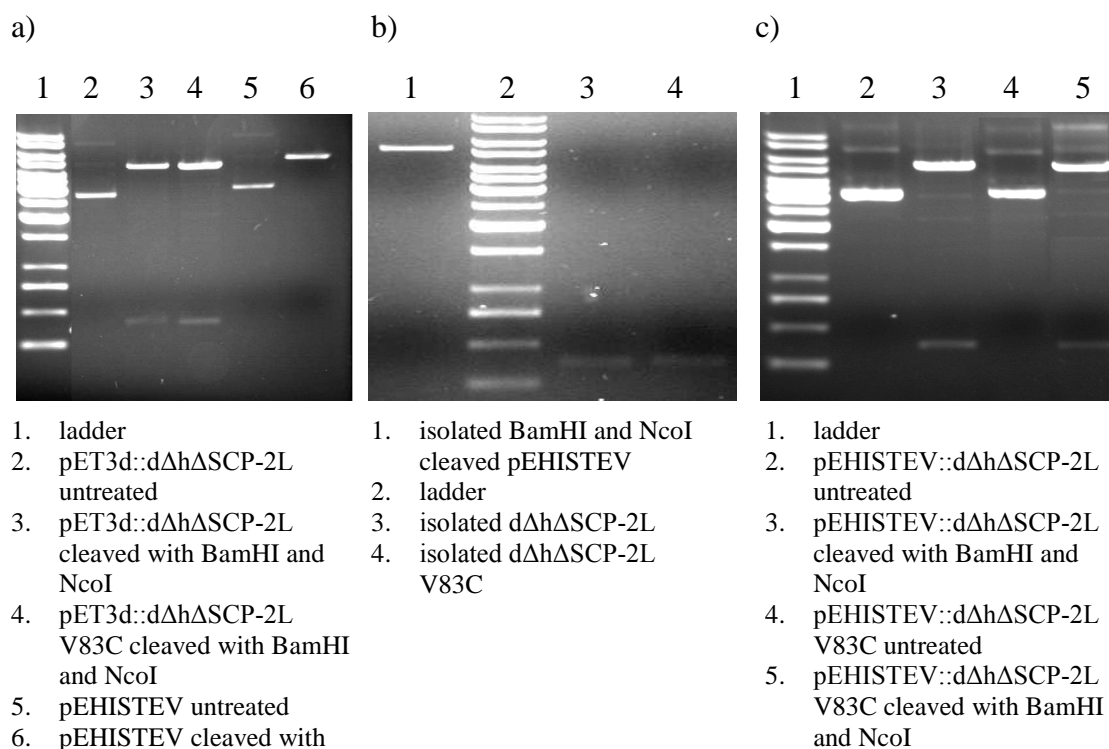 a)
1 2 3 4 5 6
1. ladder
2. pET3d::dΔhΔSCP-2L
untreated
3. pET3d::dΔhΔSCP-2L
cleaved with BamHI and
NcoI
4. pET3d::dΔhΔSCP-2L
V83C cleaved with BamHI
and NcoI
5. pEHISTEV untreated
6. pEHISTEV cleaved with
b)
1 2 3 4
1. isolated BamHI and NcoI
cleaved pEHISTEV
2. ladder
3. isolated dΔhΔSCP-2L
4. isolated dΔhΔSCP-2L
V83C
c)
1 2 3 4 5
1. ladder
2. pEHISTEV::dΔhΔSCP-2L
untreated
3. pEHISTEV::dΔhΔSCP-2L
cleaved with BamHI and
NcoI
4. pEHISTEV::dΔhΔSCP-2L
V83C untreated
5. pEHISTEV::dΔhΔSCP-2L
V83C cleaved with BamHI
and NcoI